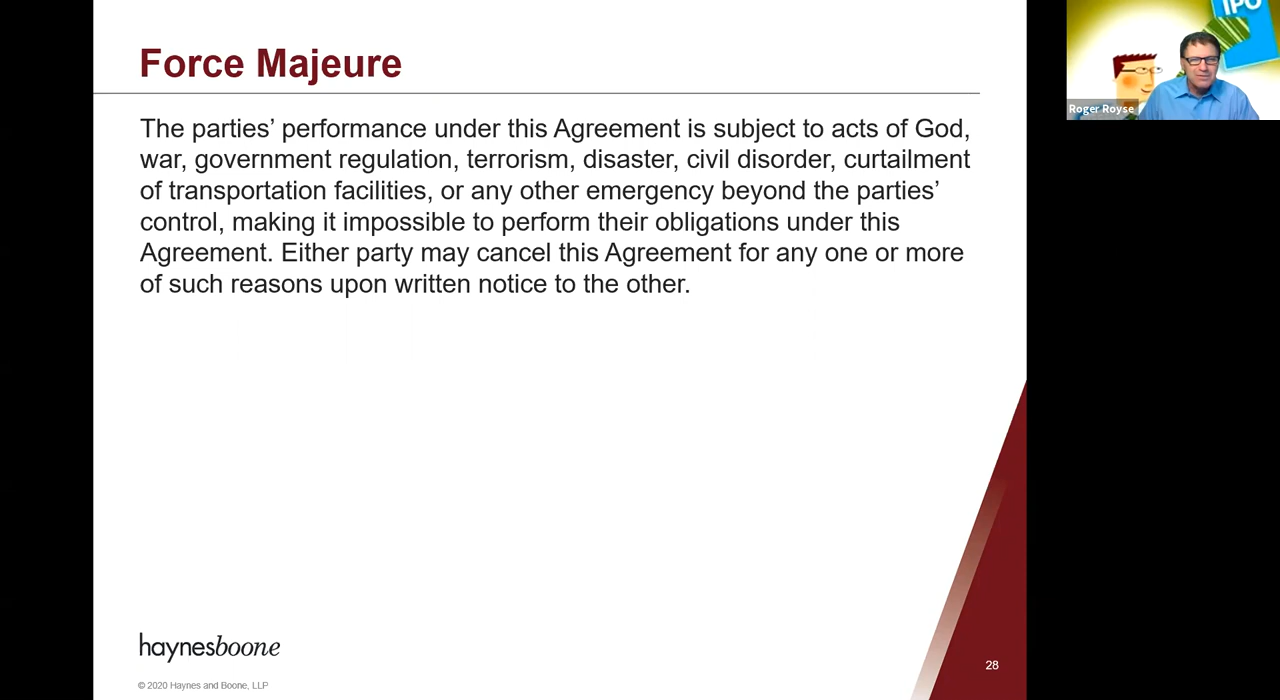 Force Majeure
The parties’ performance under this Agreement is subject to acts of God,
war, government regulation, terrorism, disaster, civil disorder, curtailment
of transportation facilities, or any other emergency beyond the parties’
control, making it impossible to perform their obligations under this
Agreement. Either party may cancel this Agreement for any one or more
of such reasons upon written notice to the other.
haynesboone
© 2020 Haynes and Boone, LLP
28
IPO
Roger Royse